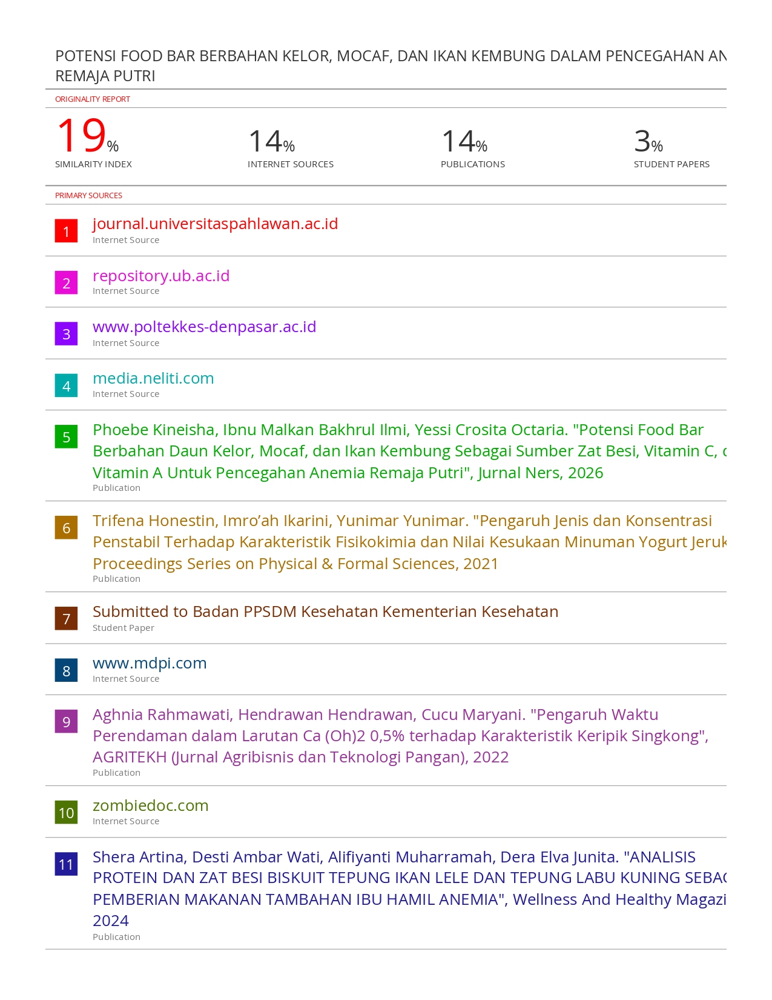 POTENSI FOOD BAR BERBAHAN KELOR, MOCAF, DAN IKAN KEMBUNG DALAM PENCEGAHAN
REMAJA PUTRI
ORIGINALITY REPORT
19% 14% 14% 3%
SIMILARITY INDEX INTERNET SOURCES PUBLICATIONS STUDENT PAPERS
PRIMARY SOURCES
1 journal.universitaspahlawan.ac.id
Internet Source
2 repository.ub.ac.id
Internet Source
3 www.poltekkes-denpasar.ac.id
Internet Source
4 media.neliti.com
Internet Source
5 Phoebe Kineisha, Ibnu Malkan Bakhrul Ilmi, Yessi Crosita Octaria. "Potensi Food Bar
Berbahan Daun Kelor, Mocaf, dan Ikan Kembung Sebagai Sumber Zat Besi, Vitamin C,
Vitamin A Untuk Pencegahan Anemia Remaja Putri", Jurnal Ners, 2026
Publication
6 Trifena Honestin, Imro’ah Ikarini, Yunimar Yunimar. "Pengaruh Jenis dan Konsentrasi
Penstabil Terhadap Karakteristik Fisikokimia dan Nilai Kesukaan Minuman Yogurt Jeruk
Proceedings Series on Physical & Formal Sciences, 2021
Publication
7 Submitted to Badan PPSDM Kesehatan Kementerian Kesehatan
Student Paper
8 www.mdpi.com
Internet Source
9 Aghnia Rahmawati, Hendrawan Hendrawan, Cucu Maryani. "Pengaruh Waktu
Perendaman dalam Larutan Ca (Oh)2 0,5% terhadap Karakteristik Keripik Singkong",
AGRITEKH (Jurnal Agribisnis dan Teknologi Pangan), 2022
Publication
10 zombiedoc.com
Internet Source
11 Shera Artina, Desti Ambar Wati, Alifiyanti Muharramah, Dera Elva Junita. "ANALISIS
PROTEIN DAN ZAT BESI BISKUIT TEPUNG IKAN LELE DAN TEPUNG LABU KUNING
PEMBERIAN MAKANAN TAMBAHAN IBU HAMIL ANEMIA", Wellness And Healthy
2024
Publication